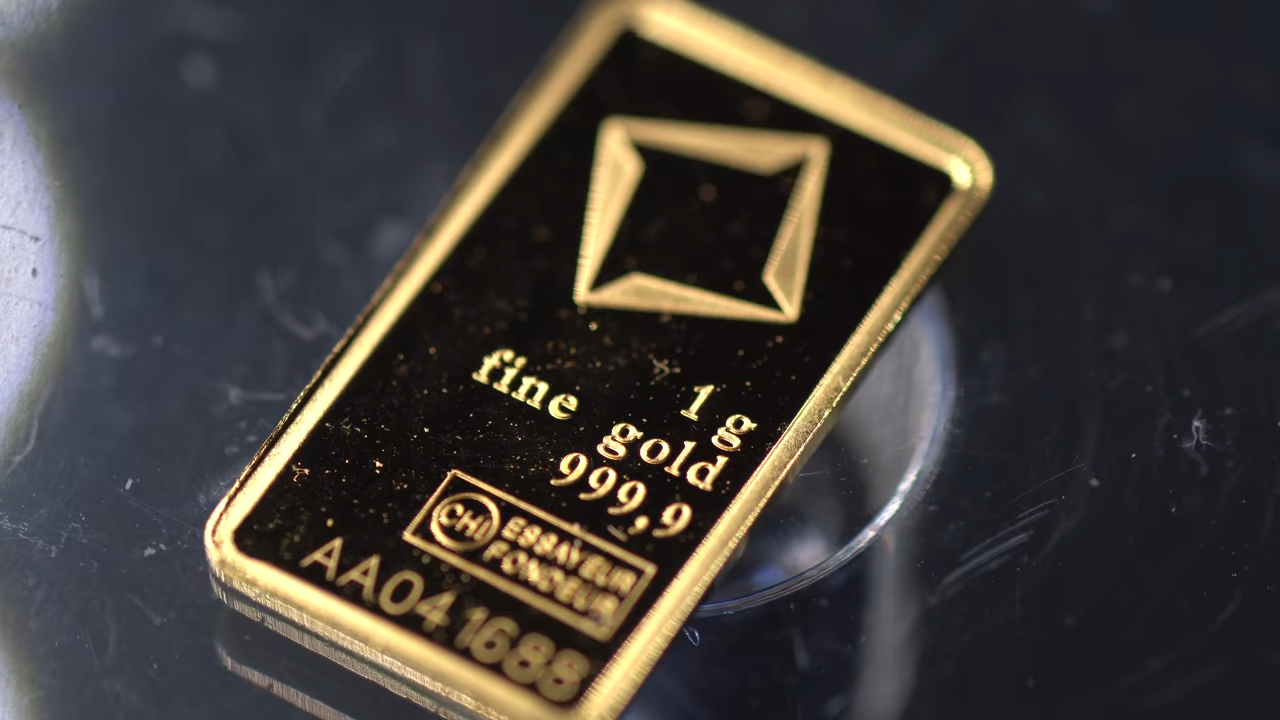 1 g
fine gold
999,9
CHI ESSAYEUR
FONDEUR
AA041688